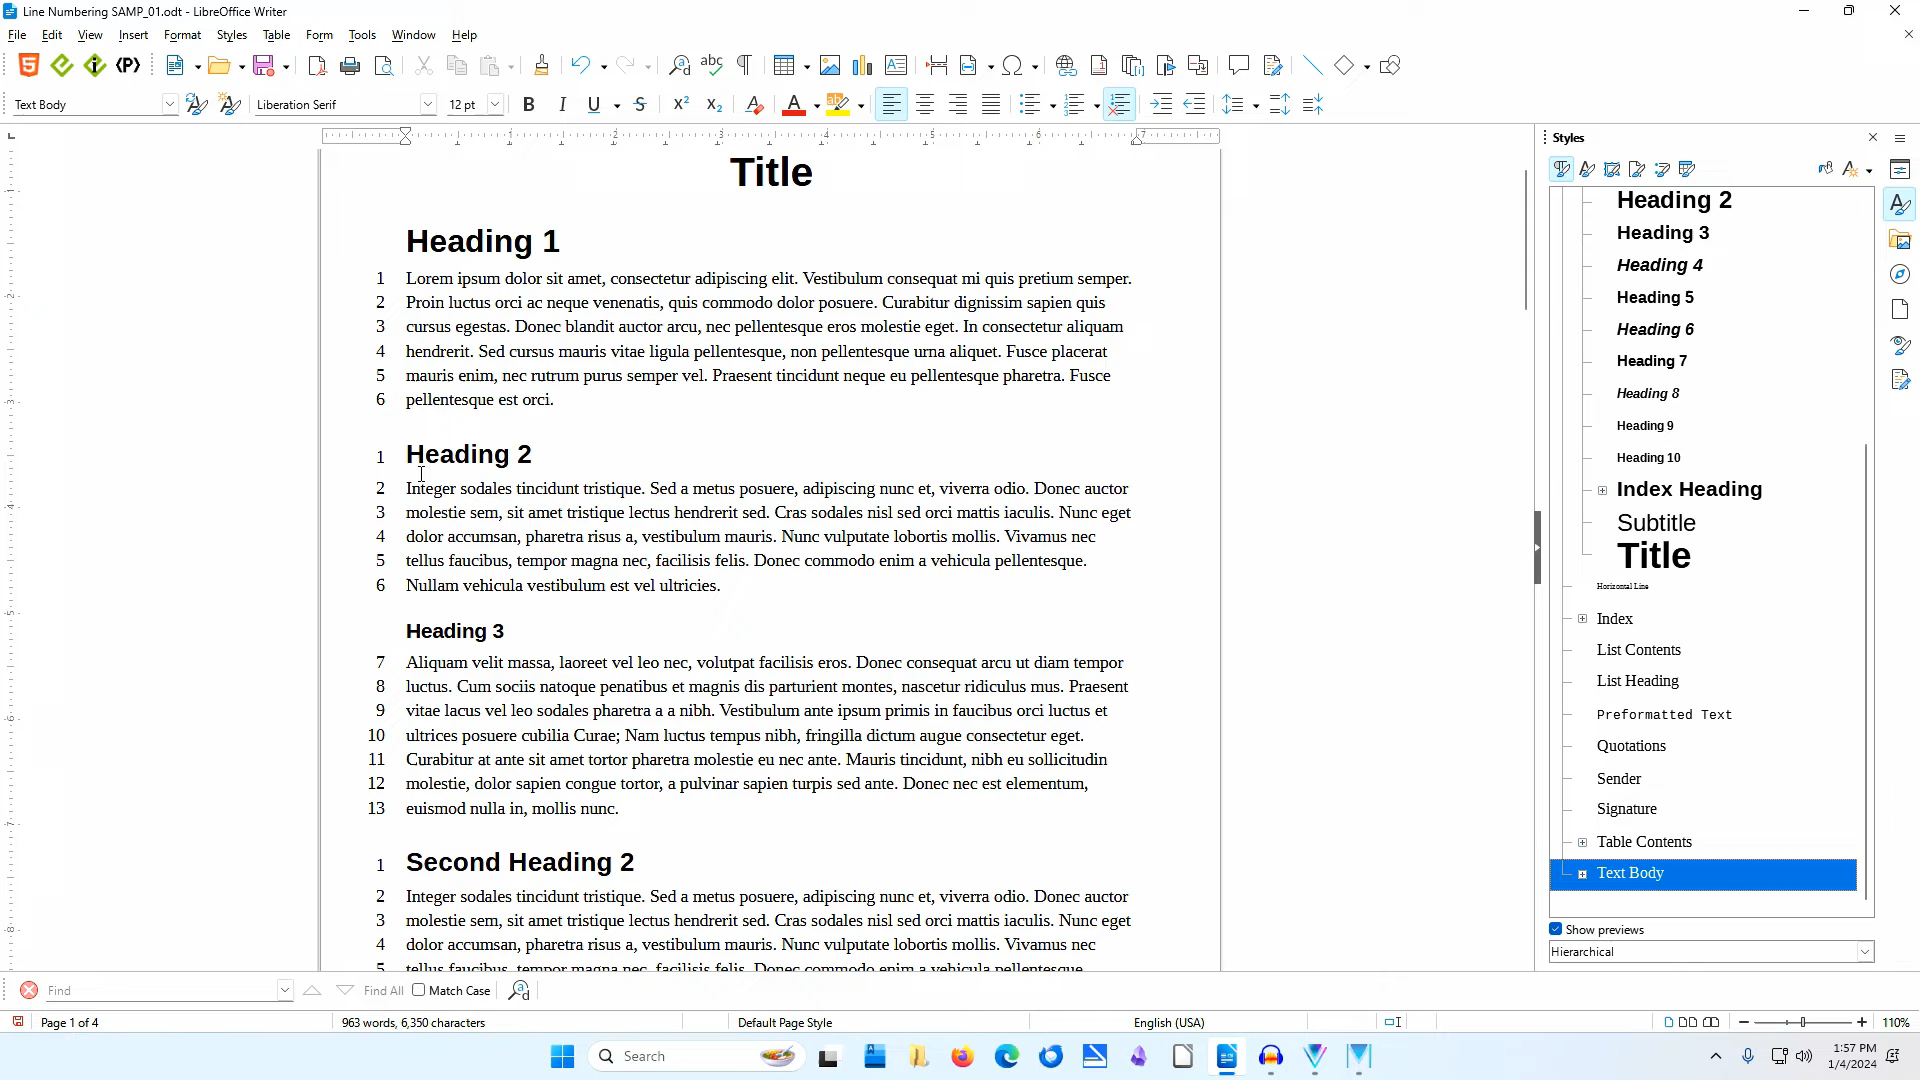 Line Numbering SAMP_01.odt - LibreOffice Writer
File Edit View Insert Format Styles Table Form Tools Window Help
Text Body Liberation Serif 12 pt
Styles
Title
Heading 1
1 Lorem ipsum dolor sit amet, consectetur adipiscing elit. Vestibulum consequat mi quis pretium semper.
2 Proin luctus orci ac neque venenatis, quis commodo dolor posuere. Curabitur dignissim sapien quis
3 cursus egestas. Donec blandit auctor arcu, nec pellentesque eros molestie eget. In consectetur aliquam
4 hendrerit. Sed cursus mauris vitae ligula pellentesque, non pellentesque urna aliquet. Fusce placerat
5 mauris enim, nec rutrum purus semper vel. Praesent tincidunt neque eu pellentesque pharetra. Fusce
6 pellentesque est orci.
1 Heading 2
2 Integer sodales tincidunt tristique. Sed a metus posuere, adipiscing nunc et, viverra odio. Donec auctor
3 molestie sem, sit amet tristique lectus hendrerit sed. Cras sodales nisl sed orci mattis iaculis. Nunc eget
4 dolor accumsan, pharetra risus a, vestibulum mauris. Nunc vulputate lobortis mollis. Vivamus nec
5 tellus faucibus, tempor magna nec, facilisis felis. Donec commodo enim a vehicula pellentesque.
6 Nullam vehicula vestibulum est vel ultricies.
Heading 3
7 Aliquam velit massa, laoreet vel leo nec, volutpat facilisis eros. Donec consequat arcu ut diam tempor
8 luctus. Cum sociis natoque penatibus et magnis dis parturient montes, nascetur ridiculus mus. Praesent
9 vitae lacus vel leo sodales pharetra a a nibh. Vestibulum ante ipsum primis in faucibus orci luctus et
10 ultrices posuere cubilia Curae; Nam luctus tempus nibh, fringilla dictum augue consectetur eget.
11 Curabitur at ante sit amet tortor pharetra molestie eu nec ante. Mauris tincidunt, nibh eu sollicitudin
12 molestie, dolor sapien congue tortor, a pulvinar sapien turpis sed ante. Donec nec est elementum,
13 euismod nulla in, mollis nunc.
1 Second Heading 2
2 Integer sodales tincidunt tristique. Sed a metus posuere, adipiscing nunc et, viverra odio. Donec auctor
3 molestie sem, sit amet tristique lectus hendrerit sed. Cras sodales nisl sed orci mattis iaculis. Nunc eget
4 dolor accumsan, pharetra risus a, vestibulum mauris. Nunc vulputate lobortis mollis. Vivamus nec
5 tellus faucibus, tempor magna nec, facilisis felis. Donec commodo enim a vehicula pellentesque.
Heading 2
Heading 3
Heading 4
Heading 5
Heading 6
Heading 7
Heading 8
Heading 9
Heading 10
Index Heading
Subtitle
Title
Horizontal Line
Index
List Contents
List Heading
Preformatted Text
Quotations
Sender
Signature
Table Contents
Text Body
Show previews
Hierarchical
Find Find All Match Case
Page 1 of 4 963 words, 6,350 characters Default Page Style English (USA) 110%
Search
1:57 PM
1/4/2024